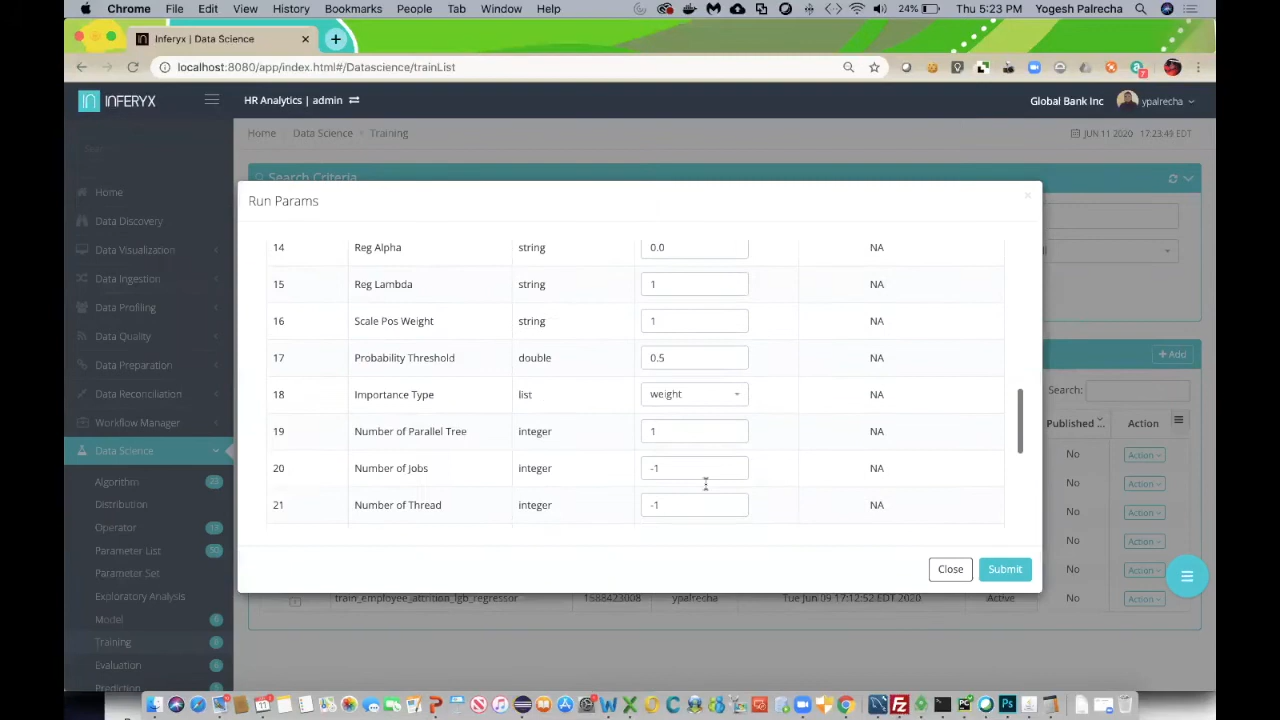 Chrome File Edit View History Bookmarks People Tab Window Help 24% Thu 5:23 PM Yogesh Palrecha
Inferyx | Data Science
localhost:8080/app/index.html#/Datascience/trainList
INFERYX HR Analytics | admin Global Bank Inc ypalrecha
Home Data Science Training JUN 11 2020 17:23:49 EDT
Search Criteria
Run Params
Home
Data Discovery
Data Visualization
Data Ingestion
Data Profiling
Data Quality
Data Preparation
Data Reconciliation
Workflow Manager
Data Science
Algorithm 23
Distribution
Operator
Parameter List 50
Parameter Set
Exploratory Analysis
Model 6
Training 6
Evaluation 6
Prediction
14 Reg Alpha string 0.0 NA
15 Reg Lambda string 1 NA
16 Scale Pos Weight string 1 NA
17 Probability Threshold double 0.5 NA
18 Importance Type list weight NA
19 Number of Parallel Tree integer 1 NA
20 Number of Jobs integer -1 NA
21 Number of Thread integer -1 NA
Close Submit
+ Add
Search:
Published Action
No Action
No Action
No Action
No Action
No Action
train_employee_attrition_lgb_regressor 1588423008 ypalrecha Tue Jun 09 17:12:52 EDT 2020 Active No Action